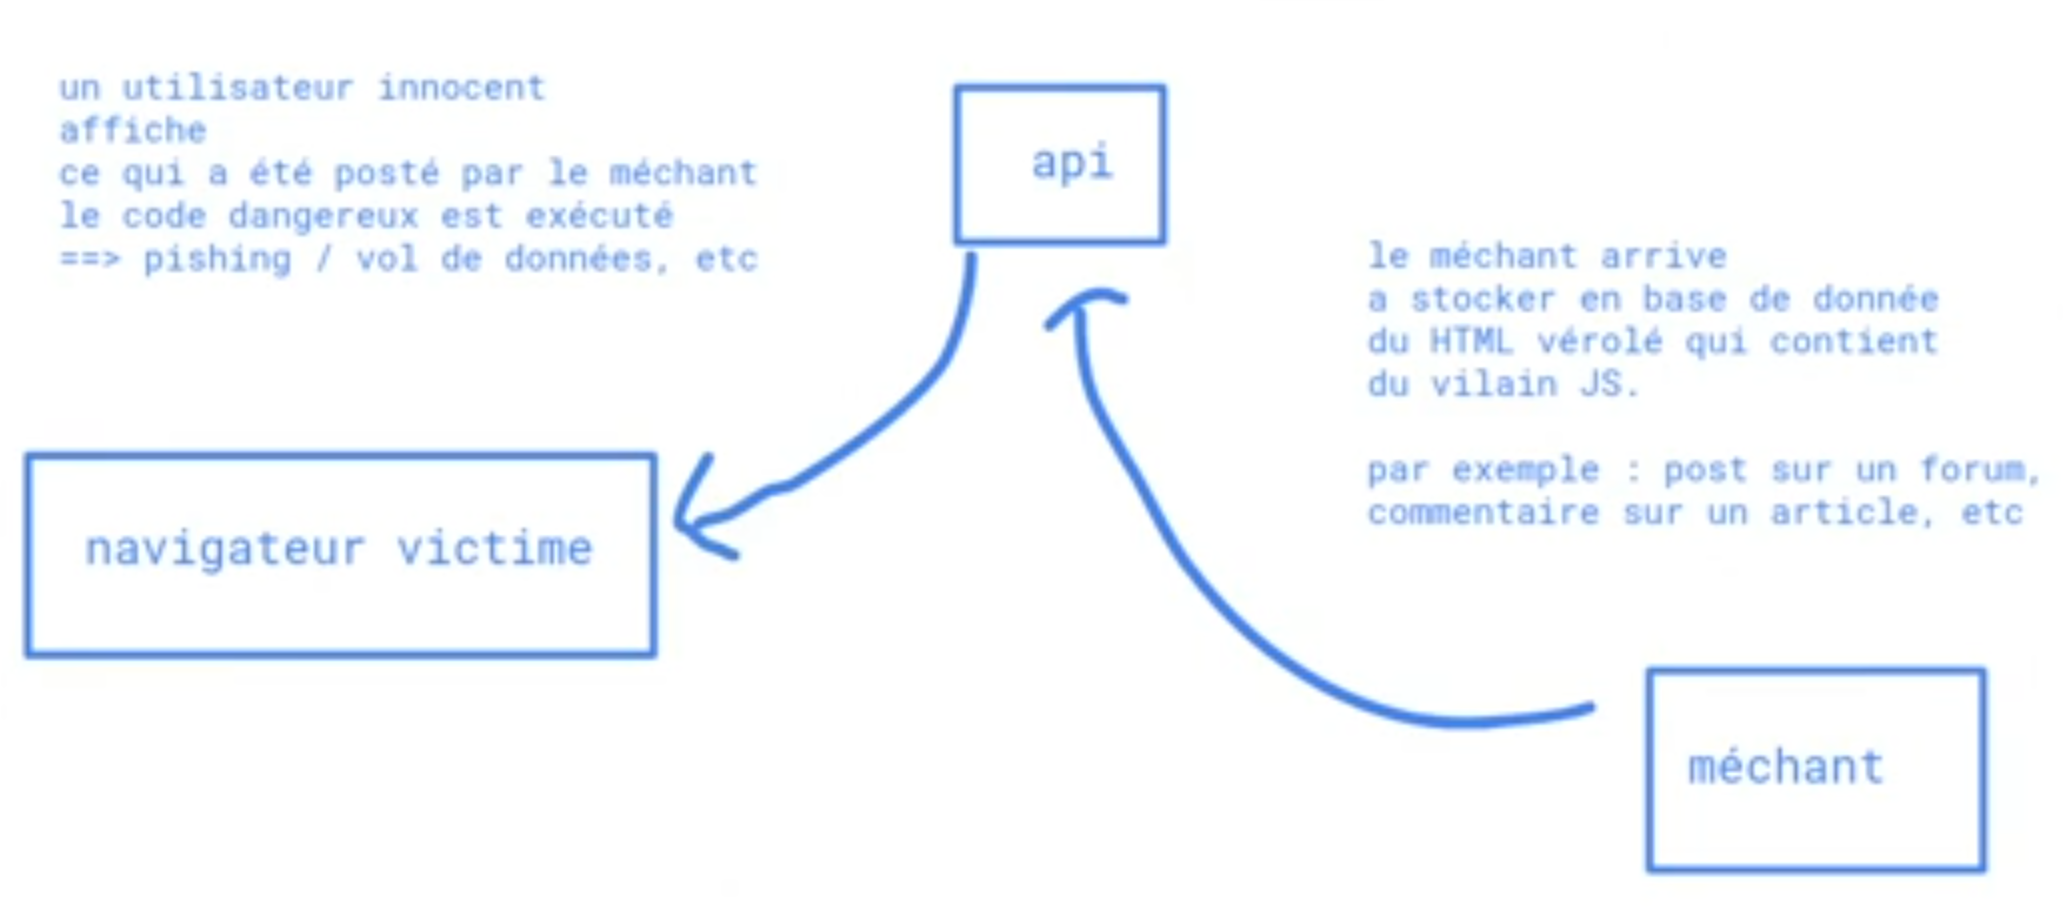 un utilisateur innocent
affiche
ce qui a été posté par le méchant
le code dangereux est exécuté
==> pishing / vol de données, etc
api
le méchant arrive
a stocker en base de donnée
du HTML vérolé qui contient
du vilain JS.
par exemple : post sur un forum,
commentaire sur un article, etc
navigateur victime
méchant